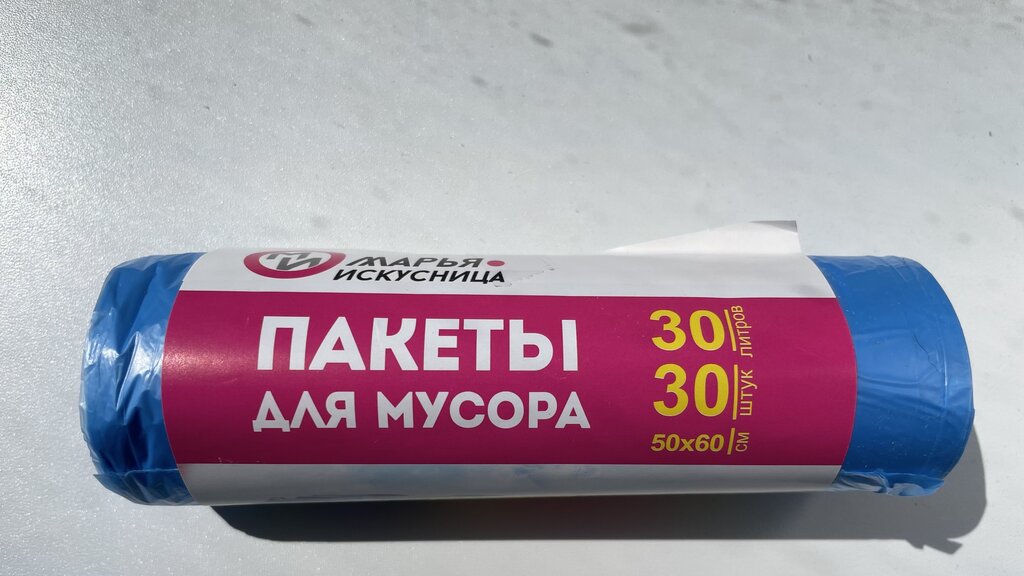 МАРЬЯ
ИСКУСНИЦА
ПАКЕТЫ
ДЛЯ МУСОРА
30 ЛИТРОВ
30 ШТУК
50х60 СМ